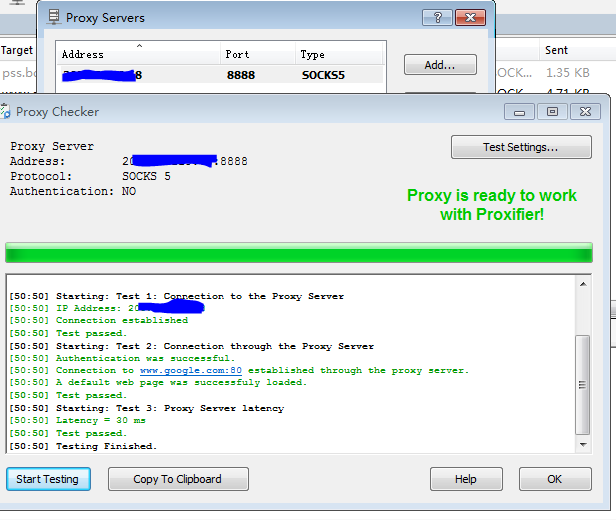 Proxy Servers
Address Port Type
8 8888 SOCKS5
Add...
Target
Sent
pss.bo
OCK... 1.35 KB
4.71 KB
Proxy Checker
Proxy Server
Address: 20 :8888
Protocol: SOCKS 5
Authentication: NO
Test Settings...
Proxy is ready to work
with Proxifier!
[50:50] Starting: Test 1: Connection to the Proxy Server
[50:50] IP Address: 20
[50:50] Connection established
[50:50] Test passed.
[50:50] Starting: Test 2: Connection through the Proxy Server
[50:50] Authentication was successful.
[50:50] Connection to www.google.com:80 established through the proxy server.
[50:50] A default web page was successfuly loaded.
[50:50] Test passed.
[50:50] Starting: Test 3: Proxy Server latency
[50:50] Latency = 30 ms
[50:50] Test passed.
[50:50] Testing Finished.
Start Testing
Copy To Clipboard
Help
OK